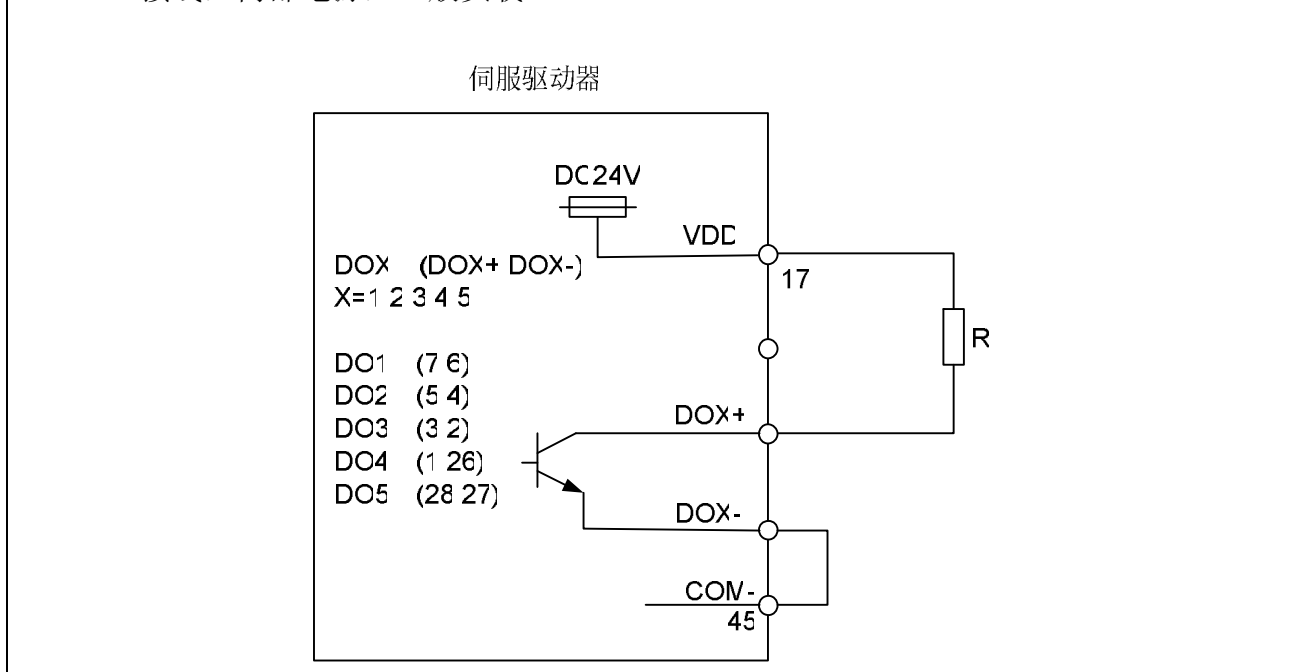 伺服驱动器
DC24V
VDD
17
DOX (DOX+ DOX-)
X=1 2 3 4 5
R
DO1 (7 6)
DO2 (5 4)
DO3 (3 2)
DO4 (1 26)
DO5 (28 27)
DOX+
DOX-
COM-
45